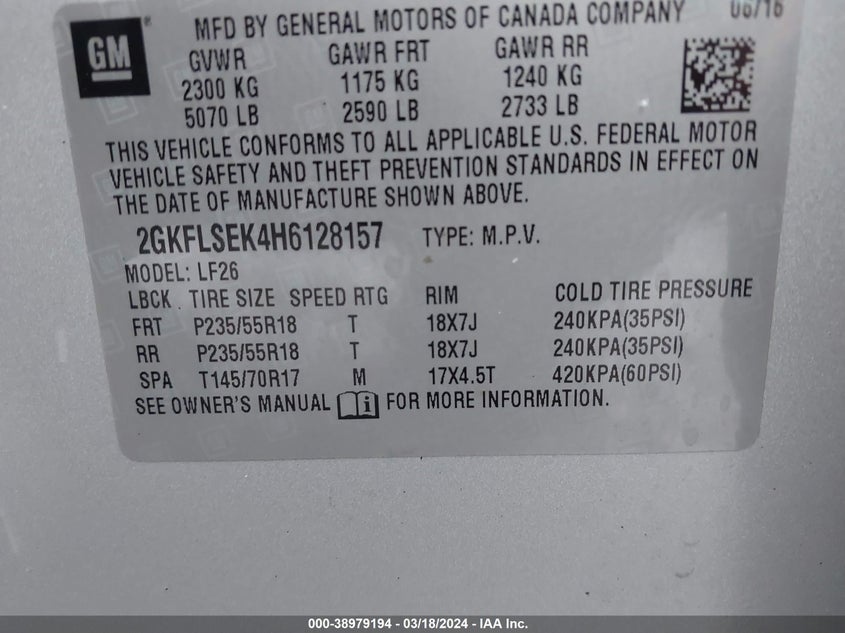 MFD BY GENERAL MOTORS OF CANADA COMPANY 06/16
GM
GVWR GAWR FRT GAWR RR
2300 KG 1175 KG 1240 KG
5070 LB 2590 LB 2733 LB
THIS VEHICLE CONFORMS TO ALL APPLICABLE U.S. FEDERAL MOTOR
VEHICLE SAFETY AND THEFT PREVENTION STANDARDS IN EFFECT ON
THE DATE OF MANUFACTURE SHOWN ABOVE.
2GKFLSEK4H6128157 TYPE: M.P.V.
MODEL: LF26
LBCK TIRE SIZE SPEED RTG RIM COLD TIRE PRESSURE
FRT P235/55R18 T 18X7J 240KPA(35PSI)
RR P235/55R18 T 18X7J 240KPA(35PSI)
SPA T145/70R17 M 17X4.5T 420KPA(60PSI)
SEE OWNER'S MANUAL i FOR MORE INFORMATION.
000-38979194 - 03/18/2024 - IAA Inc.